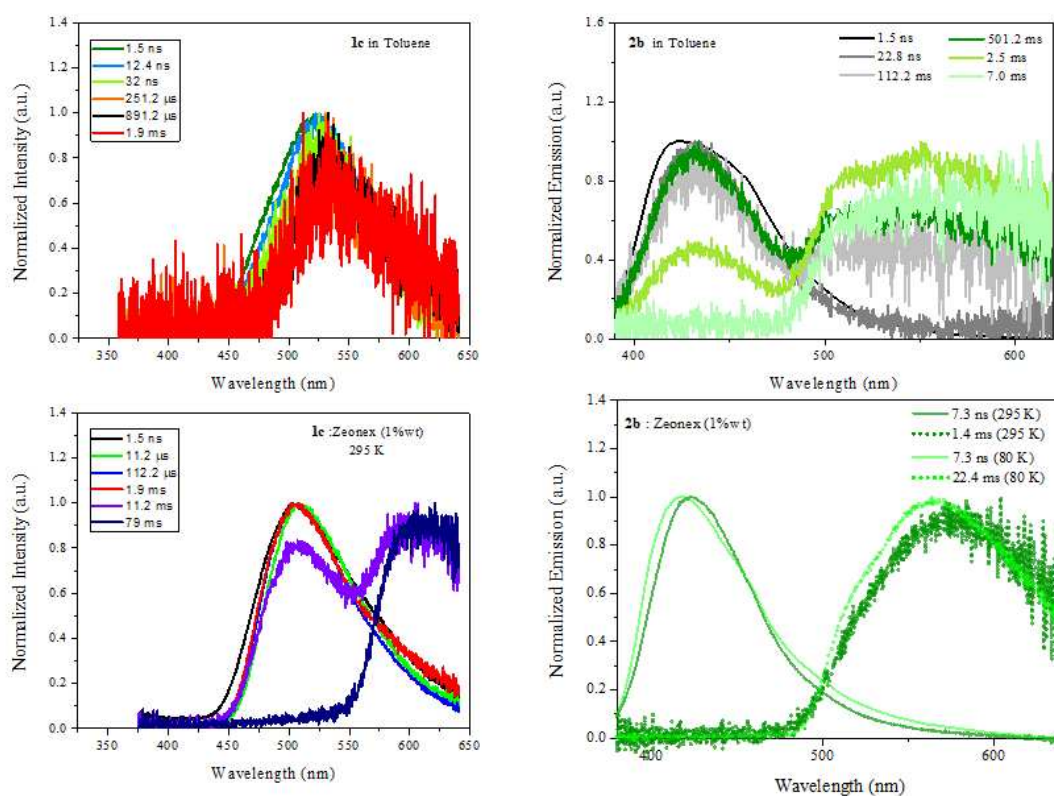 1c in Toluene
1.5 ns
12.4 ns
32 ns
251.2 µs
891.2 µs
1.9 ms
Normalized Intensity (a.u.)
1.4
1.2
1.0
0.8
0.6
0.4
0.2
0.0
350 400 450 500 550 600 650
Wavelength (nm)
2b in Toluene
1.5 ns 501.2 ms
22.8 ns 2.5 ms
112.2 ms 7.0 ms
Normalized Emission (a.u.)
1.6
1.4
1.2
1.0
0.8
0.6
0.4
0.2
0.0
400 500 600
Wavelength (nm)
1c :Zeonex (1%wt)
295 K
1.5 ns
11.2 µs
112.2 µs
1.9 ms
11.2 ms
79 ms
Normalized Intensity (a.u.)
1.4
1.2
1.0
0.8
0.6
0.4
0.2
0.0
350 400 450 500 550 600 650
Wavelength (nm)
2b : Zeonex (1%wt)
7.3 ns (295 K)
1.4 ms (295 K)
7.3 ns (80 K)
22.4 ms (80 K)
Normalized Emission (a.u.)
1.4
1.2
1.0
0.8
0.6
0.4
0.2
0.0
400 500 600
Wavelength (nm)